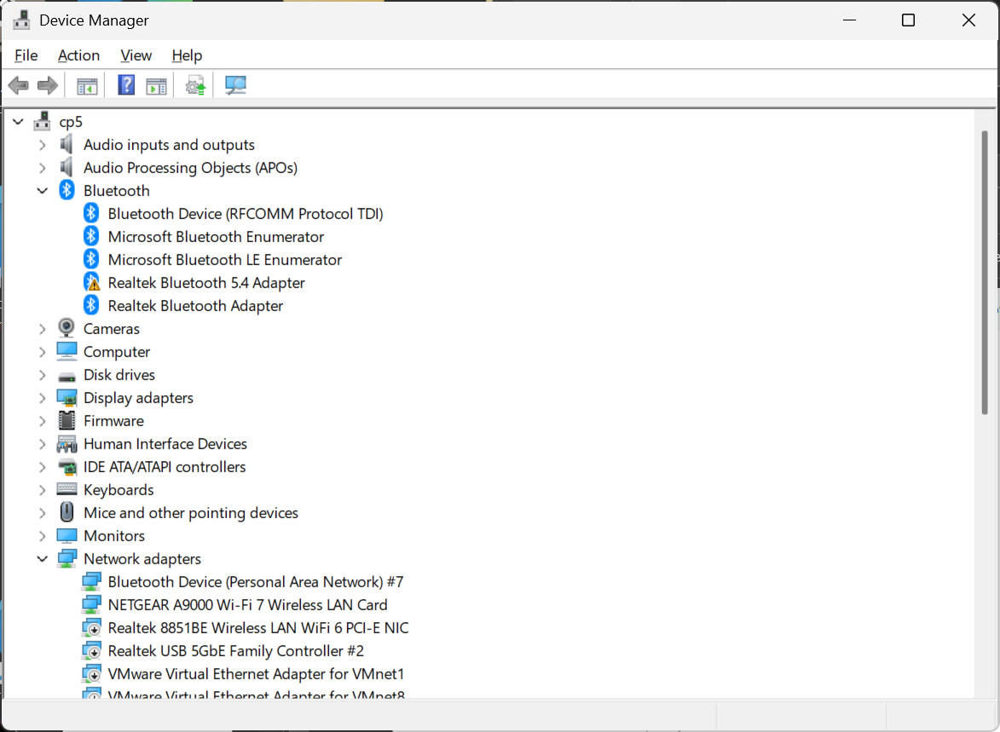 Device Manager
File Action View Help
cp5
Audio inputs and outputs
Audio Processing Objects (APOs)
Bluetooth
Bluetooth Device (RFCOMM Protocol TDI)
Microsoft Bluetooth Enumerator
Microsoft Bluetooth LE Enumerator
Realtek Bluetooth 5.4 Adapter
Realtek Bluetooth Adapter
Cameras
Computer
Disk drives
Display adapters
Firmware
Human Interface Devices
IDE ATA/ATAPI controllers
Keyboards
Mice and other pointing devices
Monitors
Network adapters
Bluetooth Device (Personal Area Network) #7
NETGEAR A9000 Wi-Fi 7 Wireless LAN Card
Realtek 8851BE Wireless LAN WiFi 6 PCI-E NIC
Realtek USB 5GbE Family Controller #2
VMware Virtual Ethernet Adapter for VMnet1
VMware Virtual Ethernet Adapter for VMnet8